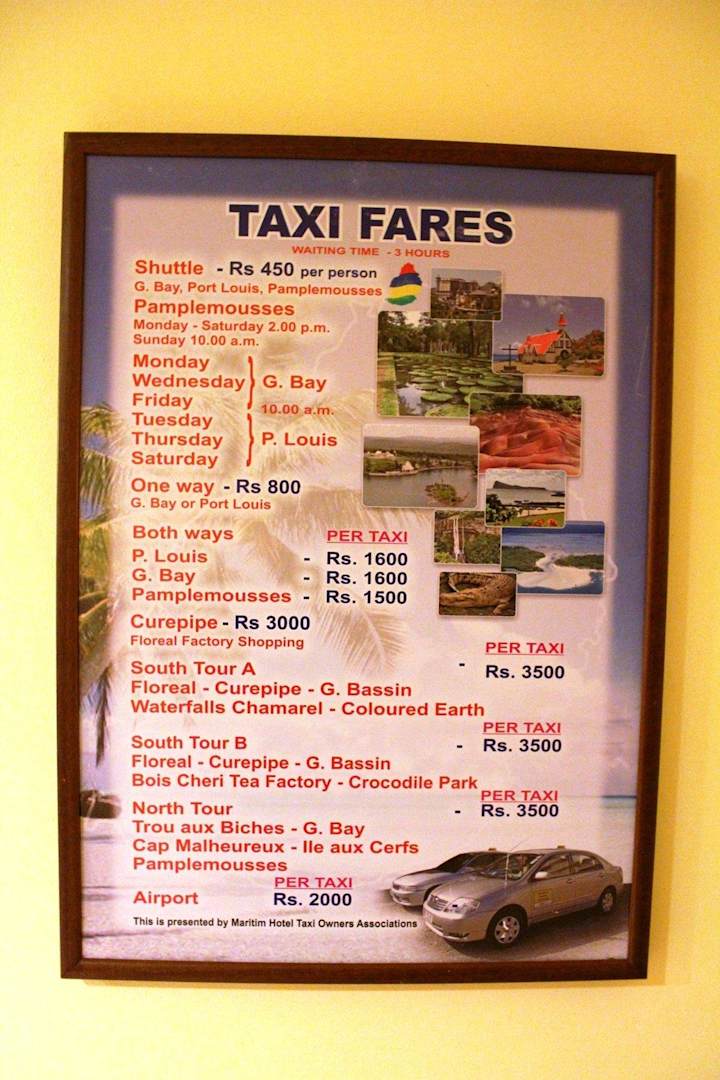 TAXI FARES
WAITING TIME - 3 HOURS
Shuttle - Rs 450 per person
G. Bay, Port Louis, Pamplemousses
Pamplemousses
Monday - Saturday 2.00 p.m.
Sunday 10.00 a.m.
Monday
Wednesday G. Bay
Friday
10.00 a.m.
Tuesday
Thursday P. Louis
Saturday
One way - Rs 800
G. Bay or Port Louis
Both ways PER TAXI
P. Louis - Rs. 1600
G. Bay - Rs. 1600
Pamplemousses - Rs. 1500
Curepipe - Rs 3000
Floreal Factory Shopping
PER TAXI
South Tour A - Rs. 3500
Floreal - Curepipe - G. Bassin
Waterfalls Chamarel - Coloured Earth
PER TAXI
South Tour B - Rs. 3500
Floreal - Curepipe - G. Bassin
Bois Cheri Tea Factory - Crocodile Park
PER TAXI
North Tour - Rs. 3500
Trou aux Biches - G. Bay
Cap Malheureux - Ile aux Cerfs
Pamplemousses
PER TAXI
Airport Rs. 2000
This is presented by Maritim Hotel Taxi Owners Associations